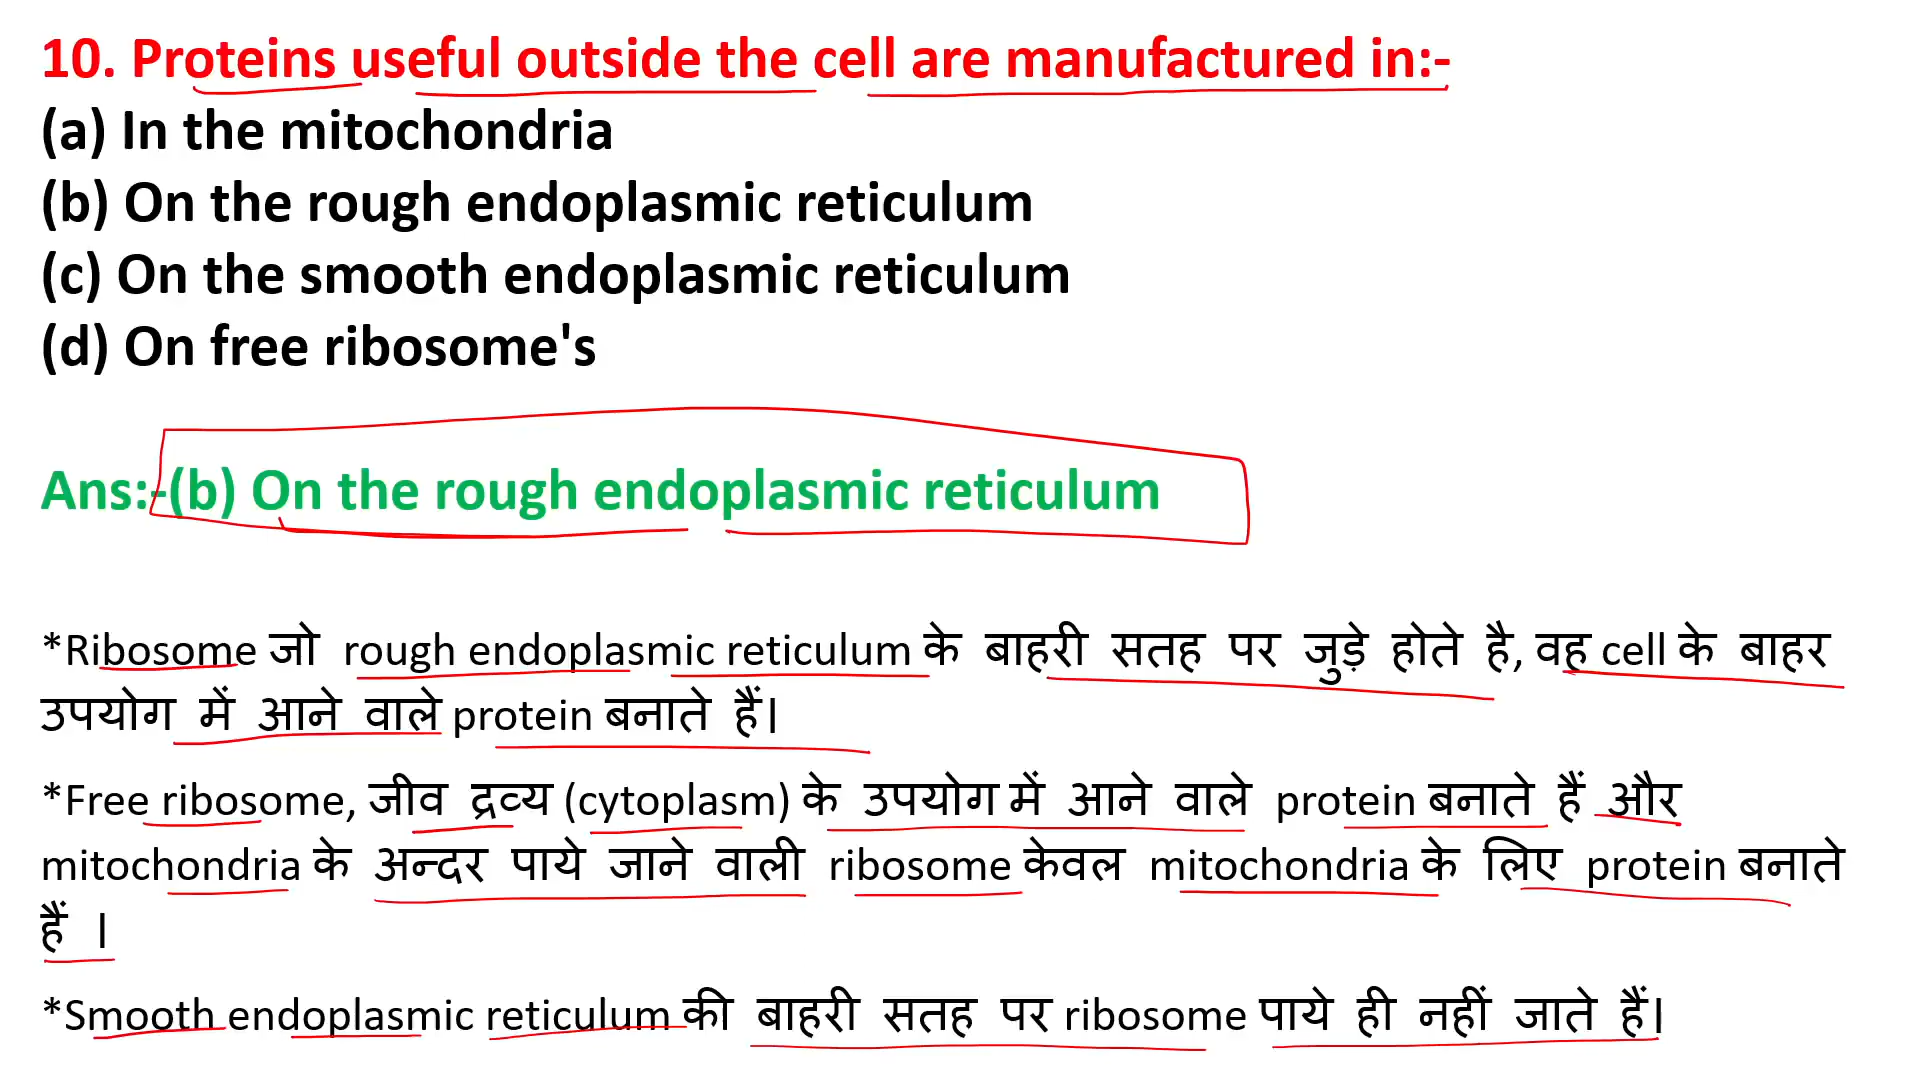 10. Proteins useful outside the cell are manufactured in:-
(a) In the mitochondria
(b) On the rough endoplasmic reticulum
(c) On the smooth endoplasmic reticulum
(d) On free ribosome's
Ans:-(b) On the rough endoplasmic reticulum
*Ribosome जो rough endoplasmic reticulum के बाहरी सतह पर जुड़े होते है, वह cell के बाहर
उपयोग में आने वाले protein बनाते हैं।
*Free ribosome, जीव द्रव्य (cytoplasm) के उपयोग में आने वाले protein बनाते हैं और
mitochondria के अन्दर पाये जाने वाली ribosome केवल mitochondria के लिए protein बनाते
हैं ।
*Smooth endoplasmic reticulum की बाहरी सतह पर ribosome पाये ही नहीं जाते हैं।